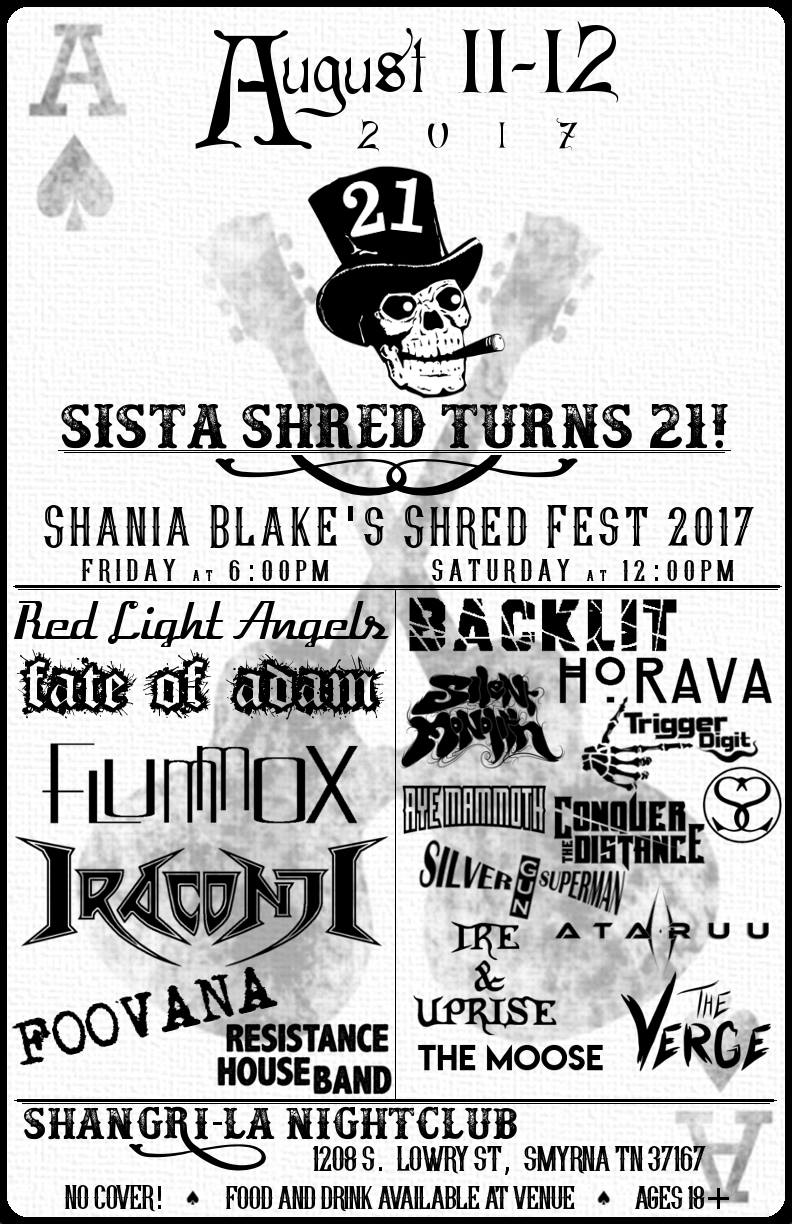 A
August 11-12
2017
21
SISTA SHRED TURNS 21!
SHANIA BLAKE'S SHRED FEST 2017
FRIDAY AT 6:00PM
SATURDAY AT 12:00PM
Red Light Angels
fate of adam
FLUMMOX
IRACONJI
FOOVANA
RESISTANCE
HOUSE BAND
BACKLIT
HORAVA
SILENT
MONOLITH
Trigger
Digit
AYE MAMMOTH
CONQUER
THE DISTANCE
SILVER GUN SUPERMAN
IRE
&
UPRISE
ATARUU
THE MOOSE
THE
VERGE
SHANGRI-LA NIGHTCLUB
1208 S. LOWRY ST, SMYRNA TN 37167
NO COVER! ♠ FOOD AND DRINK AVAILABLE AT VENUE ♠ AGES 18+
A